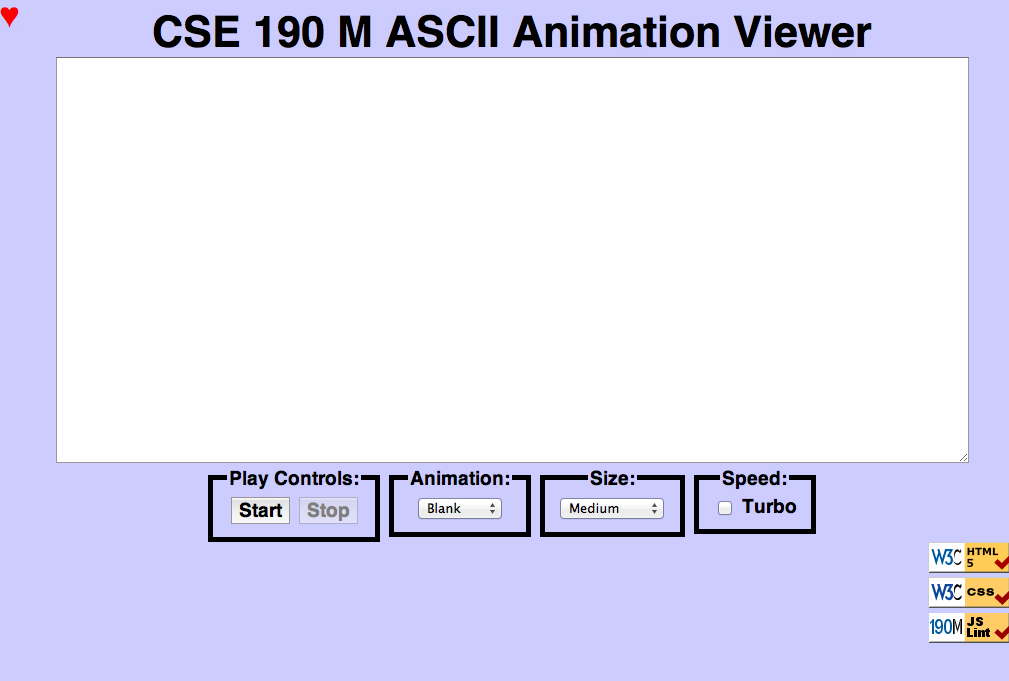 CSE 190 M ASCII Animation Viewer
Play Controls: Animation: Size: Speed:
Start Stop Blank Medium Turbo
W3C HTML 5
W3C css
190M JS Lint